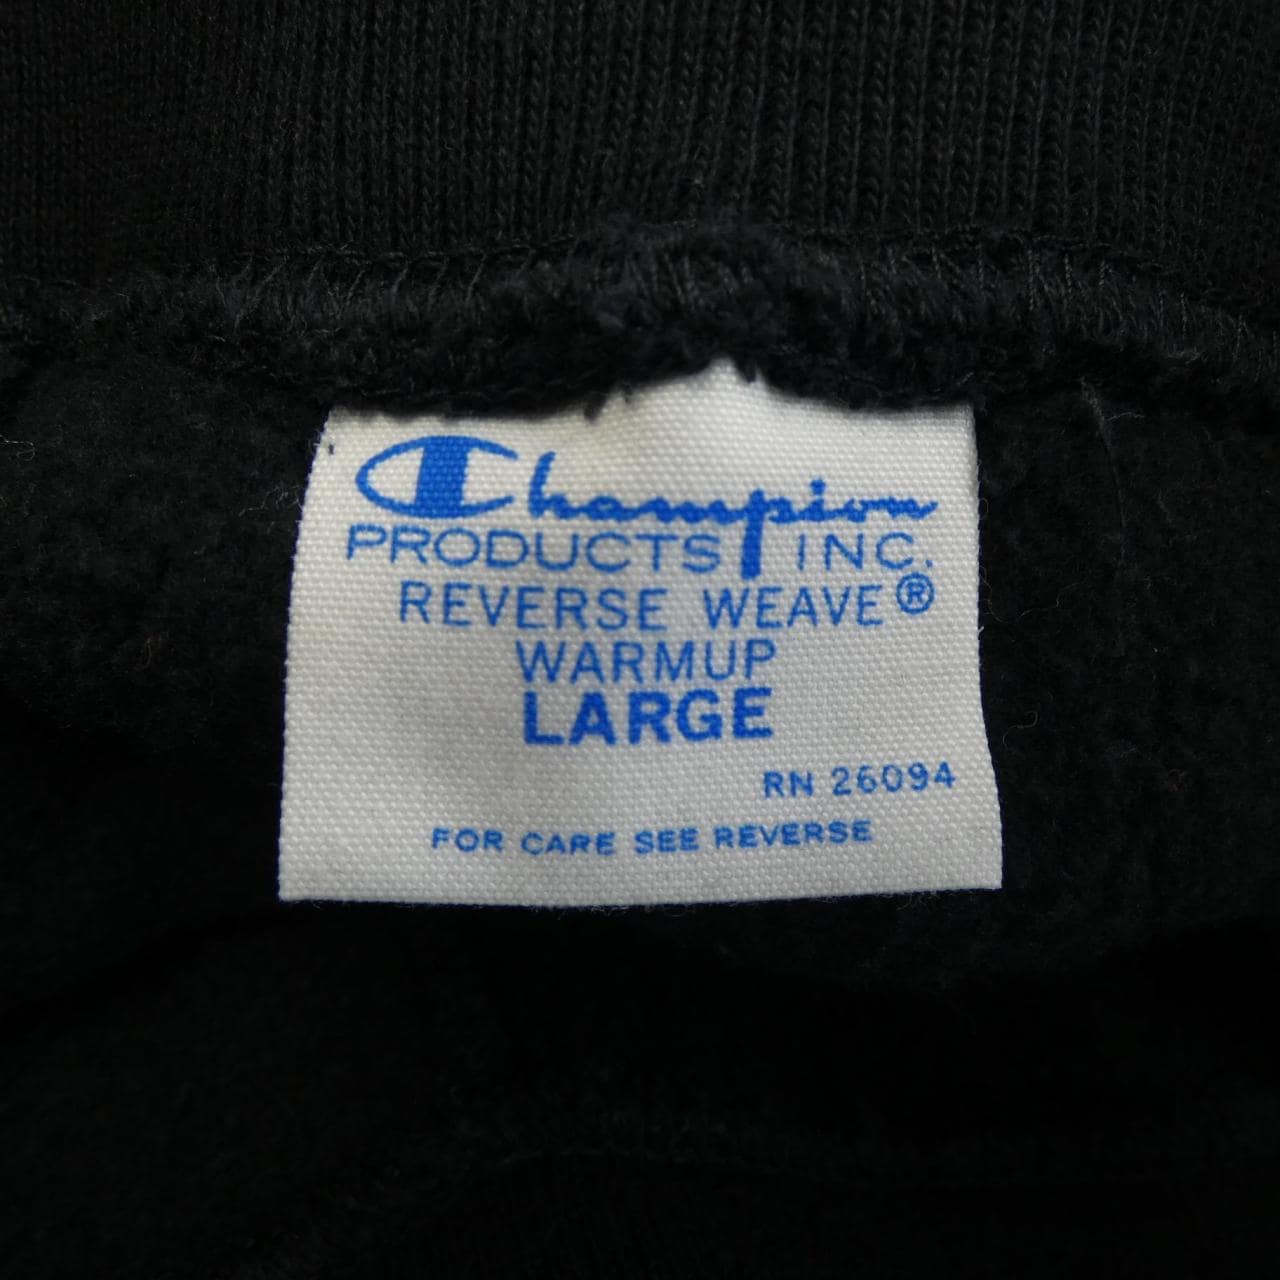 Champion
PRODUCTS INC.
REVERSE WEAVE®
WARMUP
LARGE
RN 26094
FOR CARE SEE REVERSE